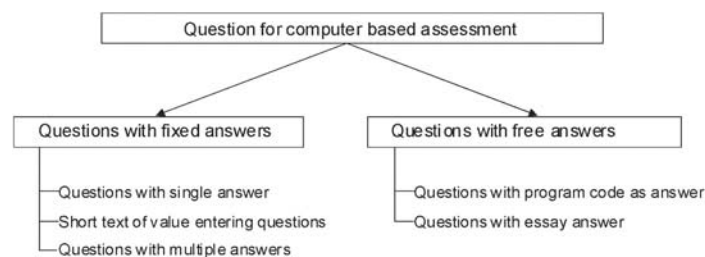 Question for computer based assessment
Questions with fixed answers
Questions with single answer
Short text of value entering questions
Questions with multiple answers
Questions with free answers
Questions with program code as answer
Questions with essay answer